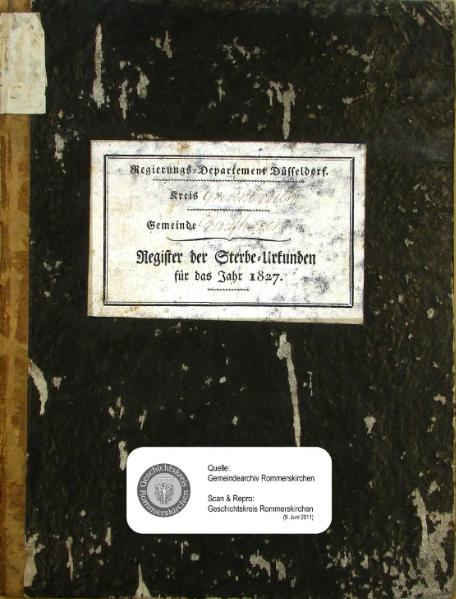 Regierungs-Departement Düsseldorf.
Kreis
Gemeinde
Regiſter der Sterbe-Urkunden
für das Jahr 1827.
Geschichtskreis
Rommerskirchen
Quelle:
Gemeindearchiv Rommerskirchen
Scan & Repro:
Geschichtskreis Rommerskirchen
(9. Juni 2011)